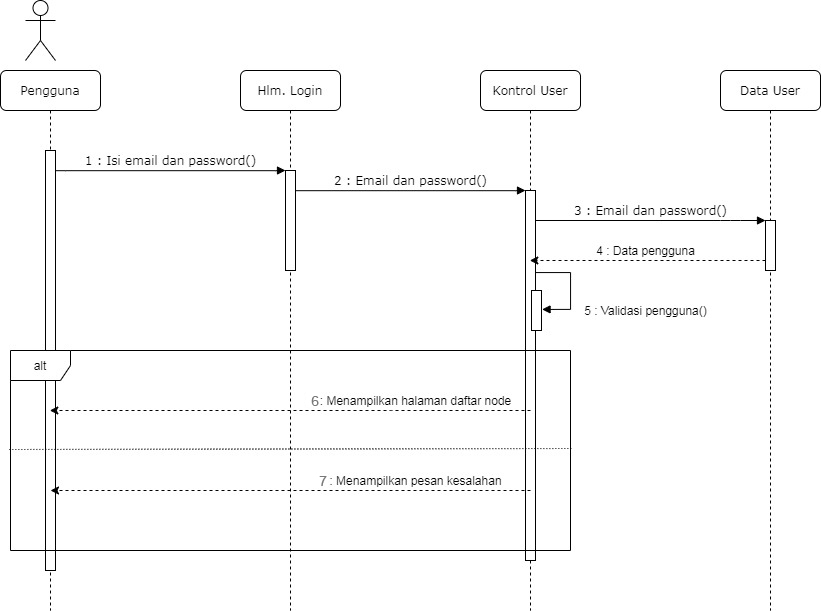 Pengguna
Hlm. Login
Kontrol User
Data User
1 : Isi email dan password()
2 : Email dan password()
3 : Email dan password()
4 : Data pengguna
5 : Validasi pengguna()
alt
6: Menampilkan halaman daftar node
7 : Menampilkan pesan kesalahan